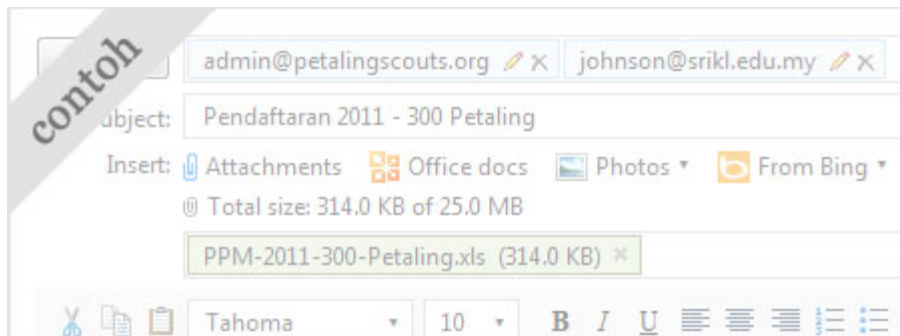 contoh
admin@petalingscouts.org johnson@srikl.edu.my
ubject: Pendaftaran 2011 - 300 Petaling
Insert: Attachments Office docs Photos From Bing
Total size: 314.0 KB of 25.0 MB
PPM-2011-300-Petaling.xls (314.0 KB)
Tahoma 10 B I U